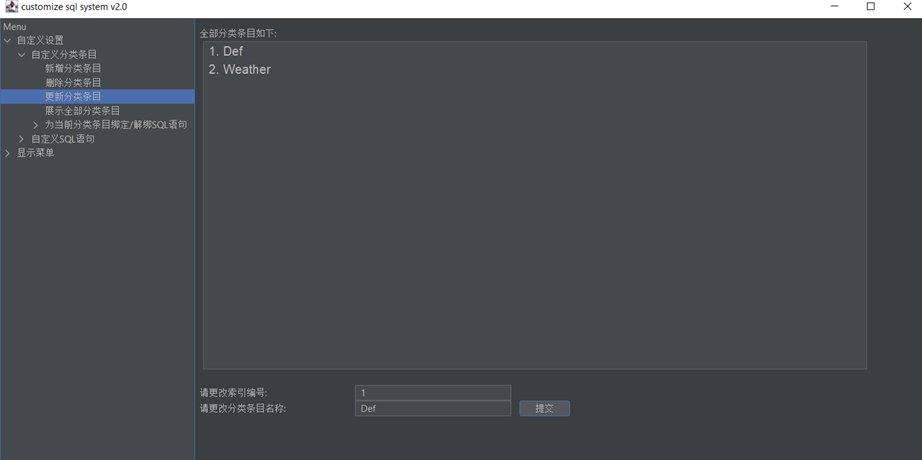 customize sql system v2.0
Menu
自定义设置
自定义分类条目
新增分类条目
删除分类条目
更新分类条目
展示全部分类条目
为当前分类条目绑定/解绑SQL语句
自定义SQL语句
显示菜单
全部分类条目如下:
1. Def
2. Weather
请更改索引编号:
1
请更改分类条目名称:
Def
提交